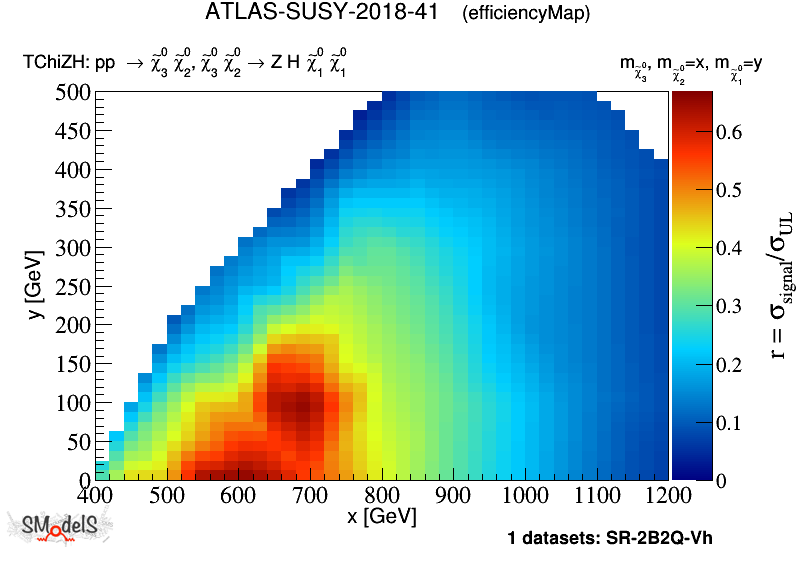 ATLAS-SUSY-2018-41 (efficiencyMap)
TChiZH: pp → χ̃⁰₃ χ̃⁰₂, χ̃⁰₃ χ̃⁰₂ → Z H χ̃⁰₁ χ̃⁰₁
m_χ̃⁰₃, m_χ̃⁰₂=x, m_χ̃⁰₁=y
500
450
400
350
300
250
200
150
100
50
0
y [GeV]
400 500 600 700 800 900 1000 1100 1200
x [GeV]
0.6
0.5
0.4
0.3
0.2
0.1
0
r = σ_signal/σ_UL
SModelS
1 datasets: SR-2B2Q-Vh